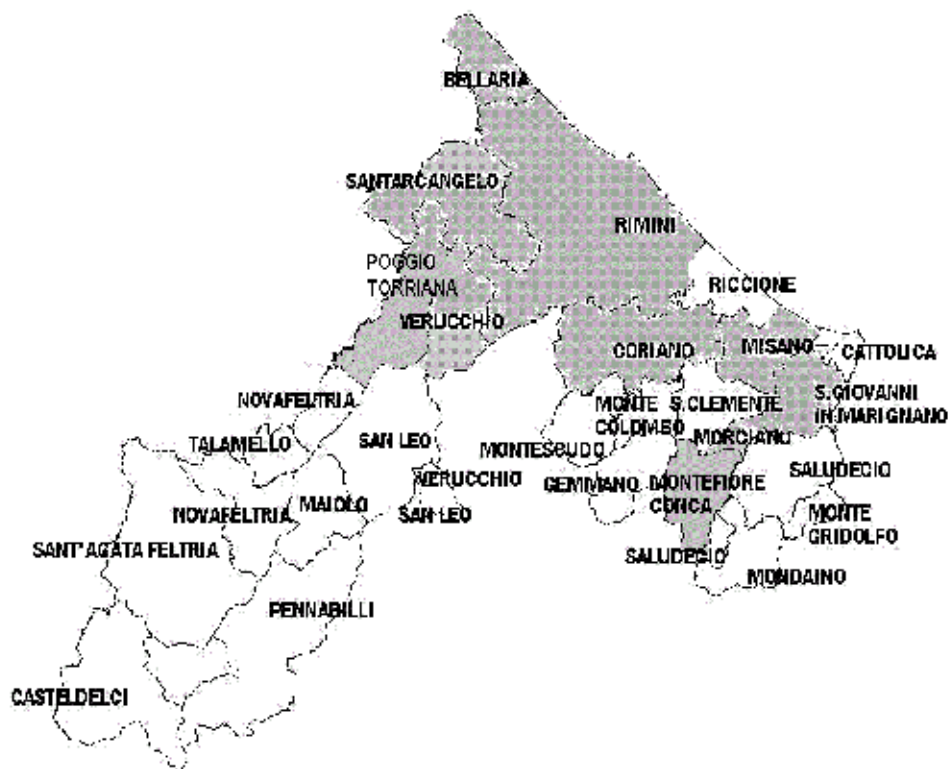 BELLARIA
SANTARCANGELO
RIMINI
POGGIO
TORRIANA
RICCIONE
VERUCCHIO
CORIANO
MISANO
CATTOLICA
NOVAFELTRIA
MONTE
COLOMBO
S.CLEMENTE
S.GIOVANNI
IN MARIGNANO
TALAMELLO
SAN LEO
MONTESCUDO
MORCIANO
VERUCCHIO
GEMMANO
MONTEFIORE
CONCA
SALUDECIO
NOVAFELTRIA
MAIOLO
SAN LEO
MONTE
GRIDOLFO
SANT'AGATA FELTRIA
SALUDECIO
MONDAINO
PENNABILLI
CASTELDELCI